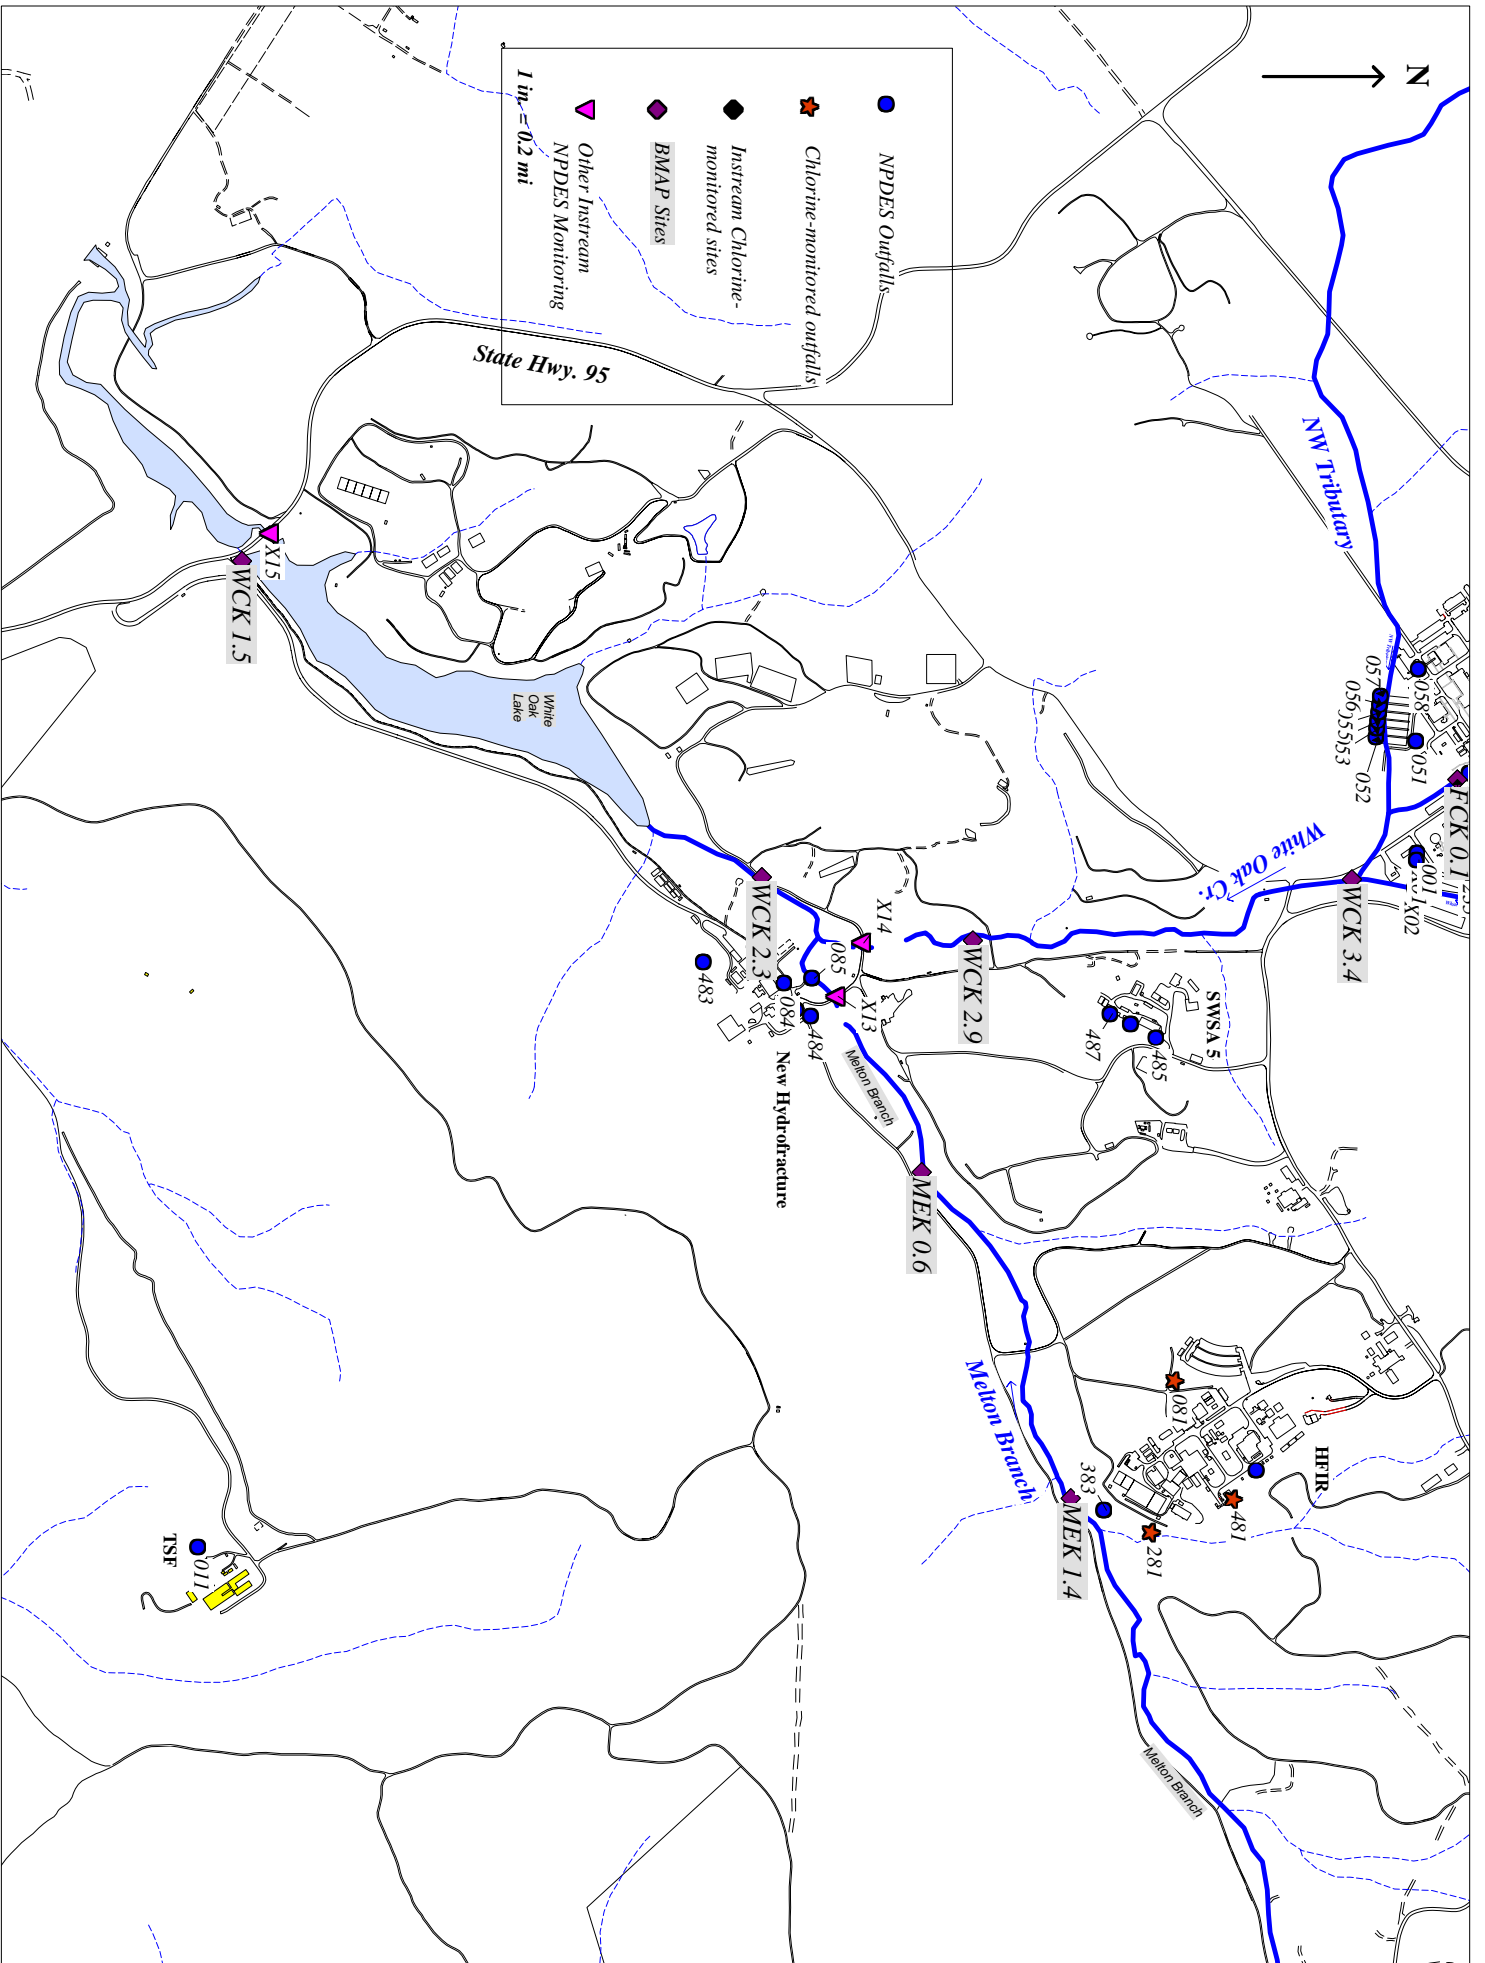 N
NPDES Outfalls
Chlorine-monitored outfalls
Instream Chlorine-
monitored sites
BMAP Sites
Other Instream
NPDES Monitoring
1 in. = 0.2 mi
State Hwy. 95
NW Tributary
058
057
056
055
053
052
051
FCK 0.1
001
X01
X02
White Oak Cr.
WCK 3.4
X15
WCK 1.5
White
Oak
Lake
WCK 2.3
X14
085
WCK 2.9
SWSA 5
487
485
483
084
484
X13
New Hydrofracture
Melton Branch
MEK 0.6
081
HFIR
481
281
383
Melton Branch
MEK 1.4
TSF
011
Melton Branch